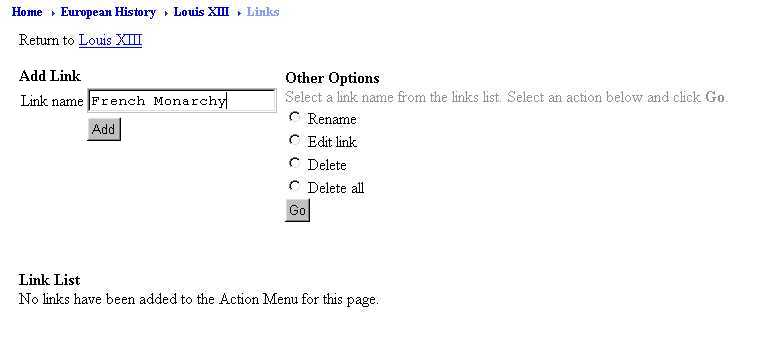 Home › European History › Louis XIII › Links
Return to Louis XIII
Add Link
Link name French Monarchy
Add
Other Options
Select a link name from the links list. Select an action below and click Go.
Rename
Edit link
Delete
Delete all
Go
Link List
No links have been added to the Action Menu for this page.